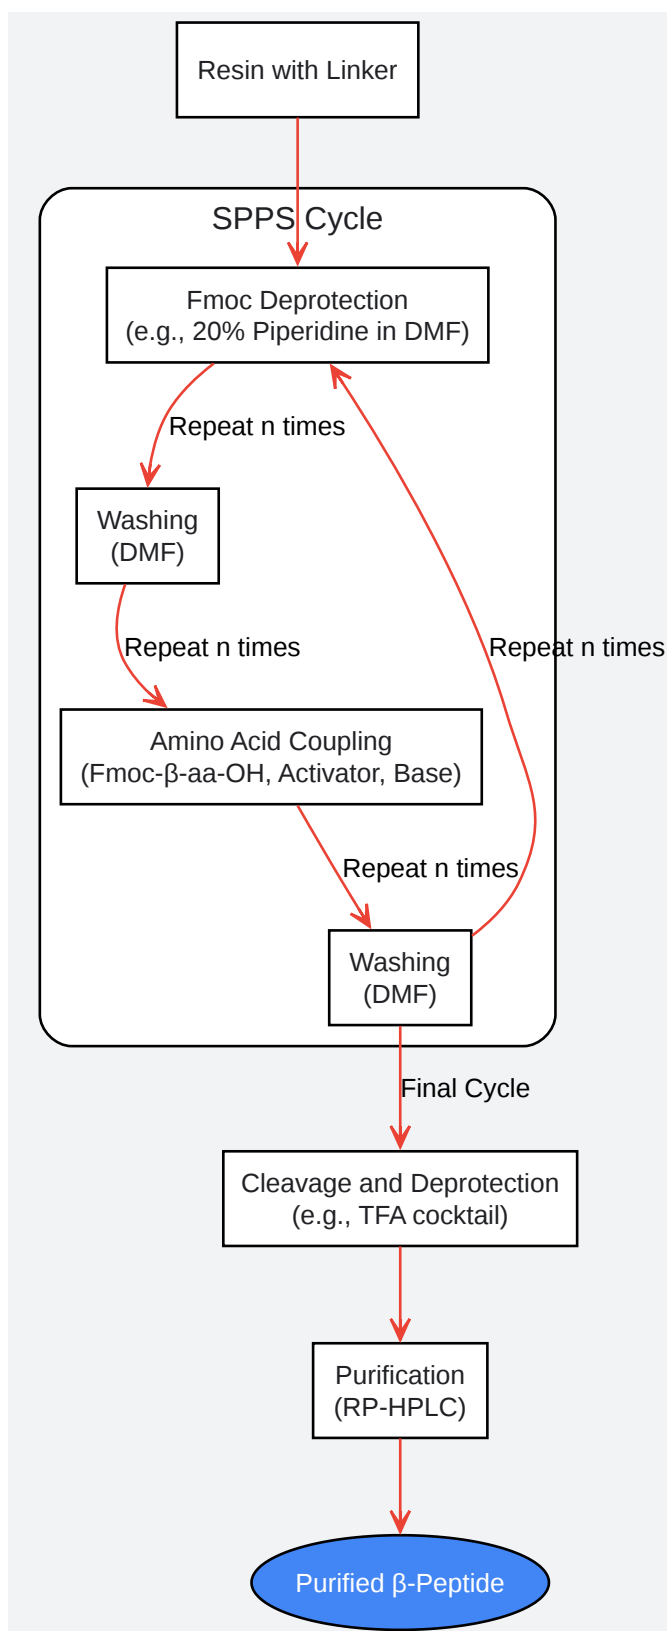 Resin with Linker
SPPS Cycle
Fmoc Deprotection
(e.g., 20% Piperidine in DMF)
Repeat n times
Washing
(DMF)
Repeat n times
Repeat n times
Amino Acid Coupling
(Fmoc-β-aa-OH, Activator, Base)
Repeat n times
Washing
(DMF)
Final Cycle
Cleavage and Deprotection
(e.g., TFA cocktail)
Purification
(RP-HPLC)
Purified β-Peptide